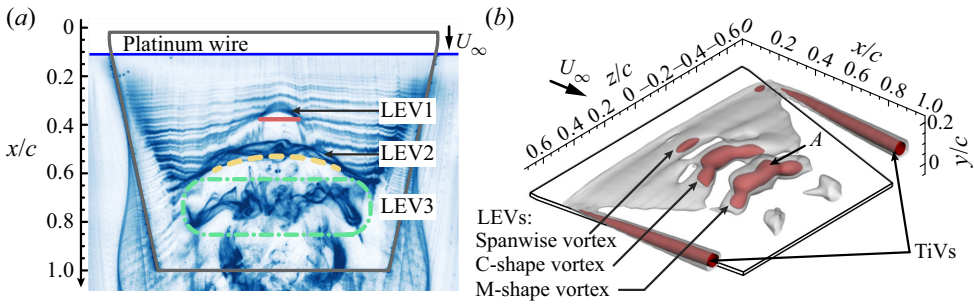 (a)
0
Platinum wire
U∞
0.2
LEV1
0.4
x/c
LEV2
0.6
LEV3
0.8
1.0
(b)
U∞
z/c
0.6 0.4 0.2 0 -0.2 -0.4 -0.6
x/c
0 0.2 0.4 0.6 0.8 1.0
0.2
0
y/c
A
LEVs:
Spanwise vortex
C-shape vortex
M-shape vortex
TiVs